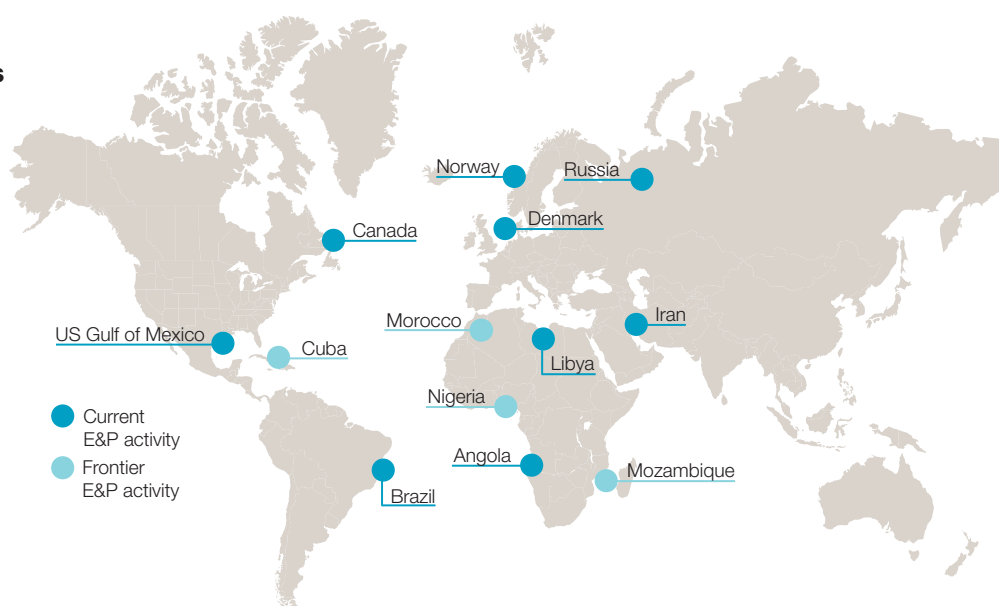 s
Norway
Russia
Denmark
Canada
Iran
Morocco
US Gulf of Mexico
Cuba
Libya
Nigeria
Current
E&P activity
Frontier
E&P activity
Angola
Mozambique
Brazil